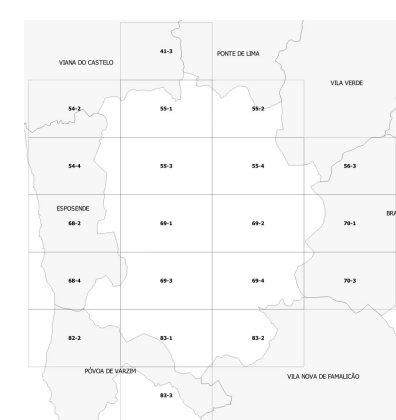 41-3
PONTE DE LIMA
VIANA DO CASTELO
VILA VERDE
54-2 55-1 55-2
54-4 55-3 55-4 56-3
ESPOSENDE
BRA
68-2 69-1 69-2 70-1
68-4 69-3 69-4 70-3
82-2 83-1 83-2
PÓVOA DE VARZIM
VILA NOVA DE FAMALICÃO
83-3